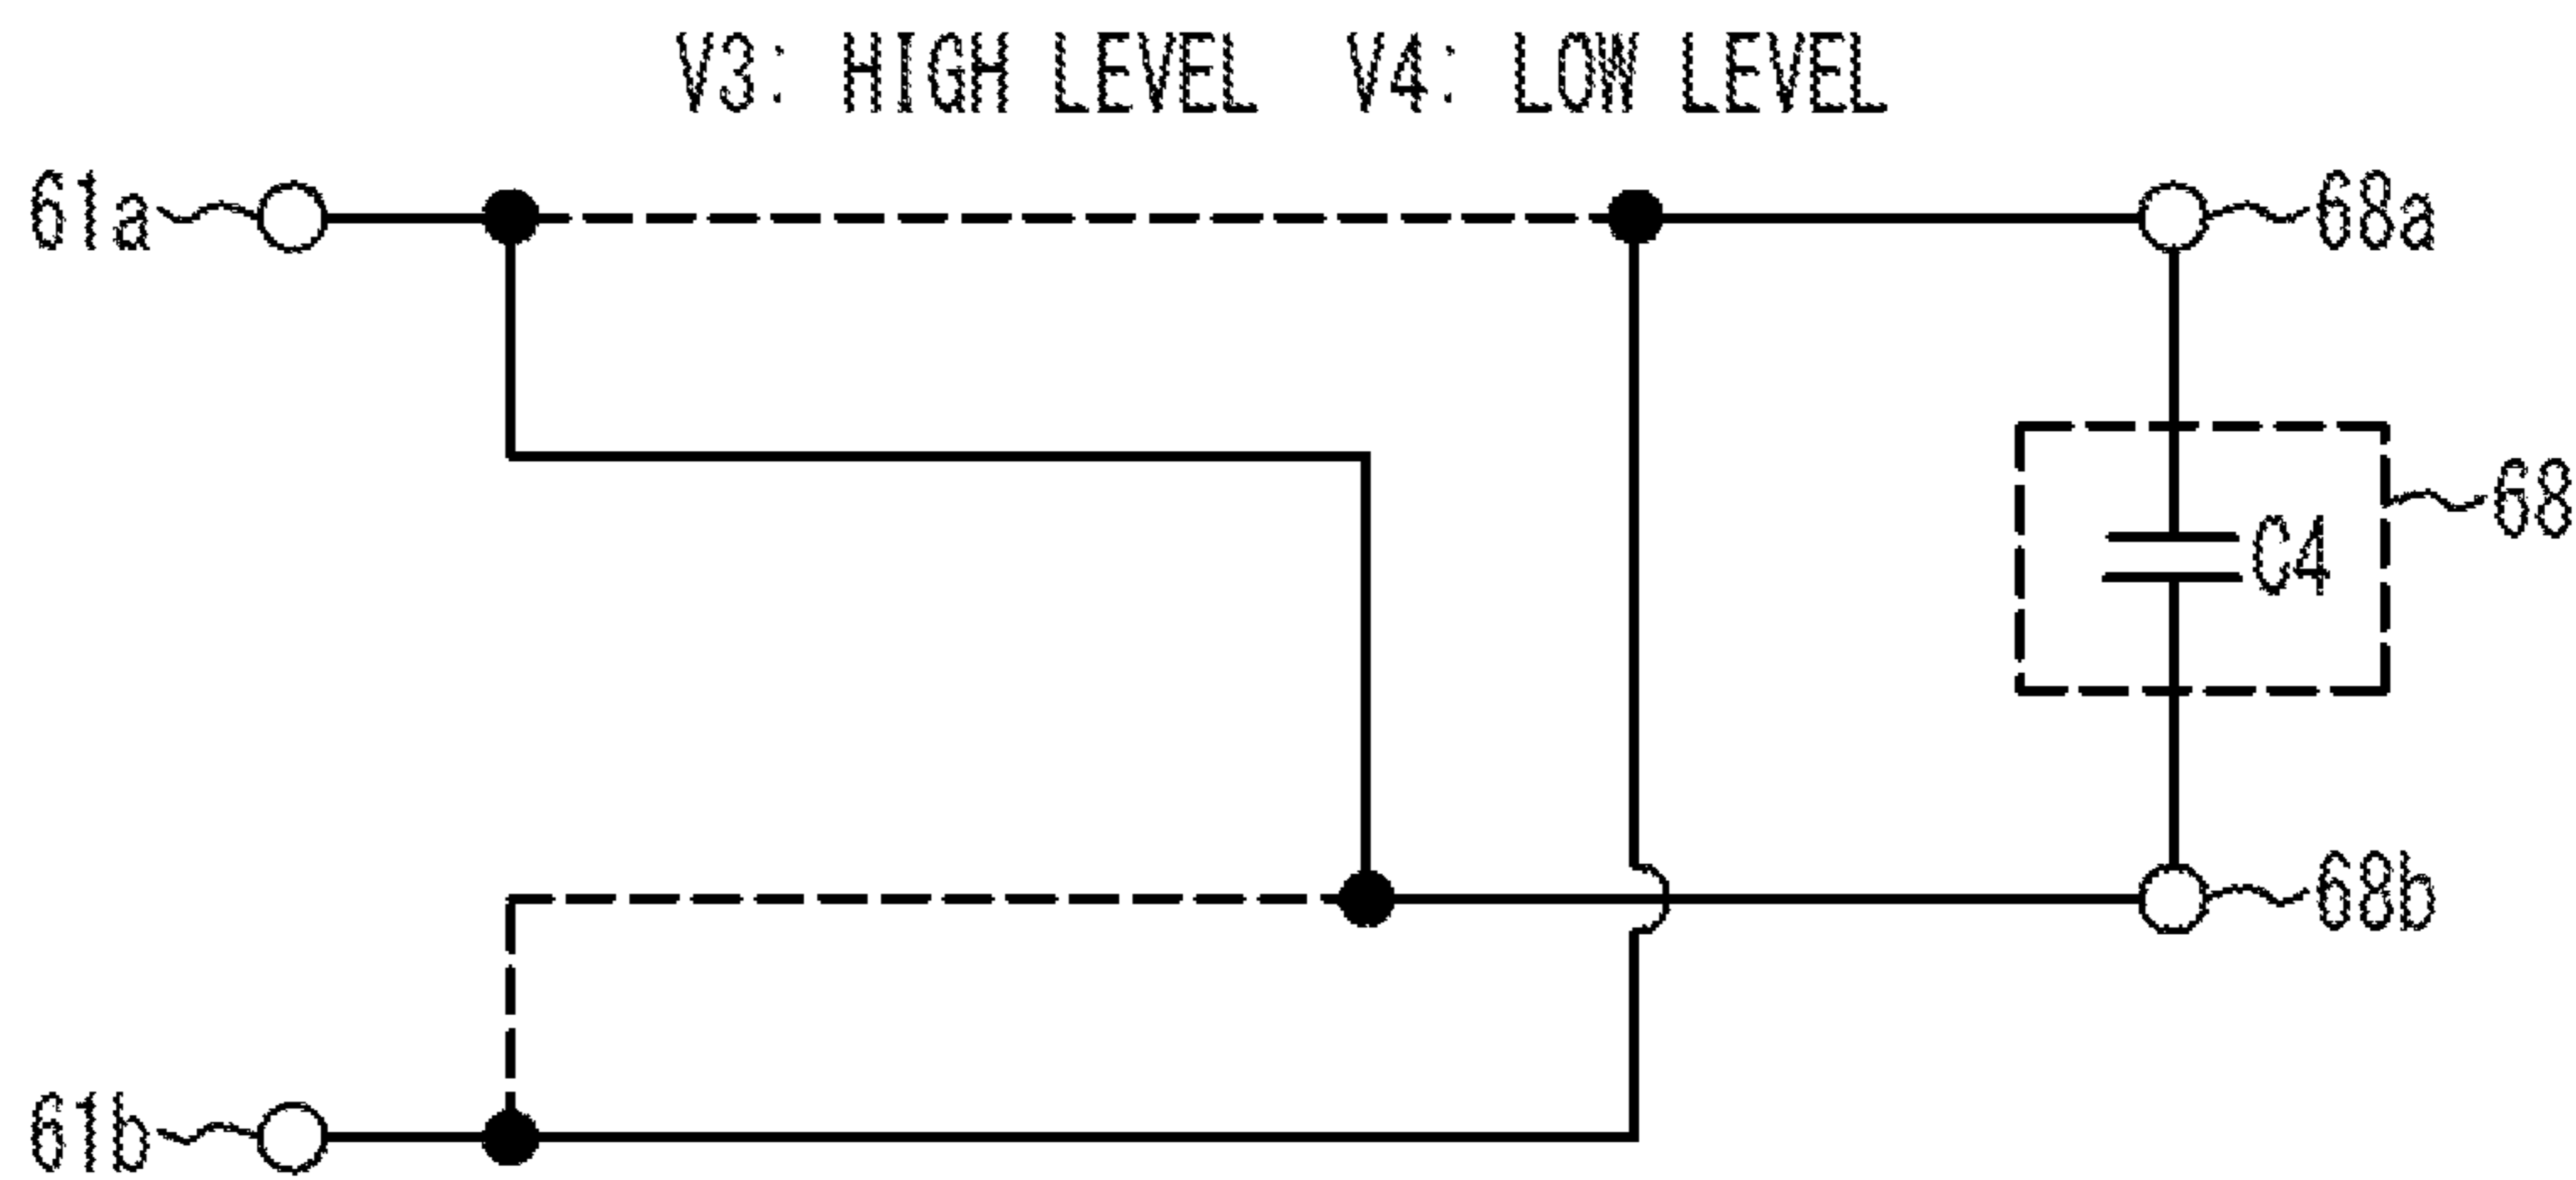 V3: HIGH LEVEL V4: LOW LEVEL
61a
68a
68
C4
68b
61b